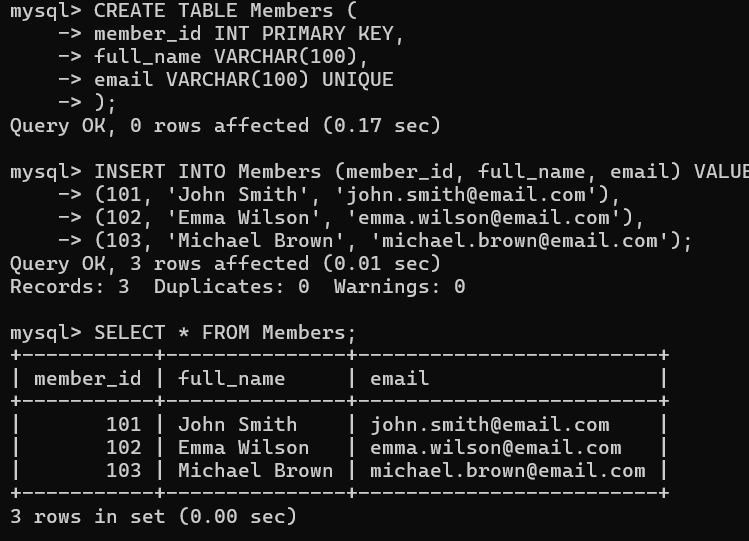 mysql> CREATE TABLE Members (
    -> member_id INT PRIMARY KEY,
    -> full_name VARCHAR(100),
    -> email VARCHAR(100) UNIQUE
    -> );
Query OK, 0 rows affected (0.17 sec)

mysql> INSERT INTO Members (member_id, full_name, email) VALUE
    -> (101, 'John Smith', 'john.smith@email.com'),
    -> (102, 'Emma Wilson', 'emma.wilson@email.com'),
    -> (103, 'Michael Brown', 'michael.brown@email.com');
Query OK, 3 rows affected (0.01 sec)
Records: 3  Duplicates: 0  Warnings: 0

mysql> SELECT * FROM Members;
+-----------+---------------+-------------------------+
| member_id | full_name     | email                   |
+-----------+---------------+-------------------------+
|       101 | John Smith    | john.smith@email.com    |
|       102 | Emma Wilson   | emma.wilson@email.com   |
|       103 | Michael Brown | michael.brown@email.com |
+-----------+---------------+-------------------------+
3 rows in set (0.00 sec)